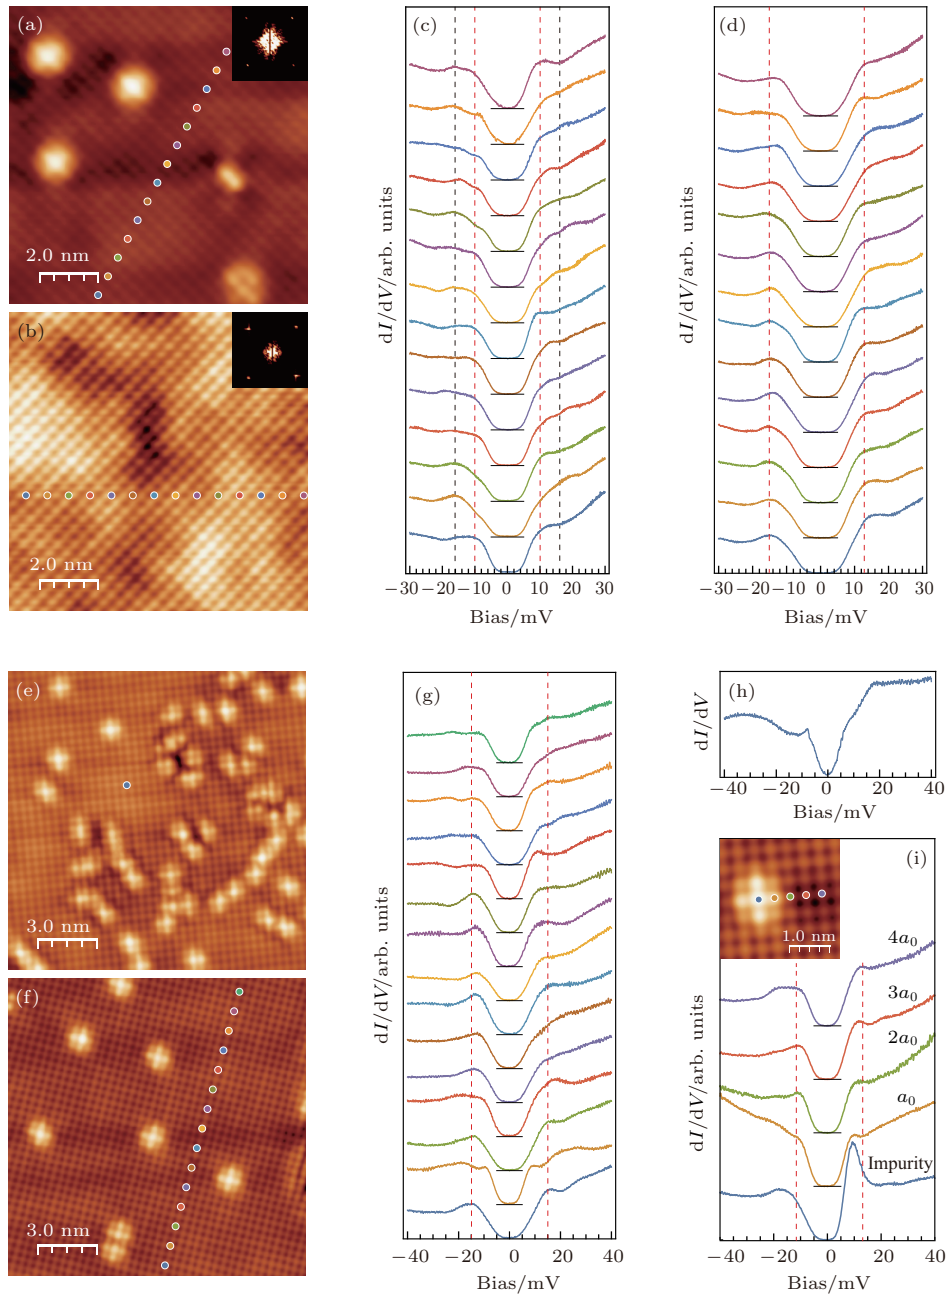 (a)
2.0 nm
(b)
2.0 nm
(c)
dI/dV/arb. units
−30 −20 −10 0 10 20 30
Bias/mV
(d)
dI/dV/arb. units
−30 −20 −10 0 10 20 30
Bias/mV
(e)
3.0 nm
(f)
3.0 nm
(g)
dI/dV/arb. units
−40 −20 0 20 40
Bias/mV
(h)
dI/dV
−40 −20 0 20 40
Bias/mV
(i)
1.0 nm
4a₀
3a₀
2a₀
a₀
Impurity
dI/dV/arb. units
−40 −20 0 20 40
Bias/mV